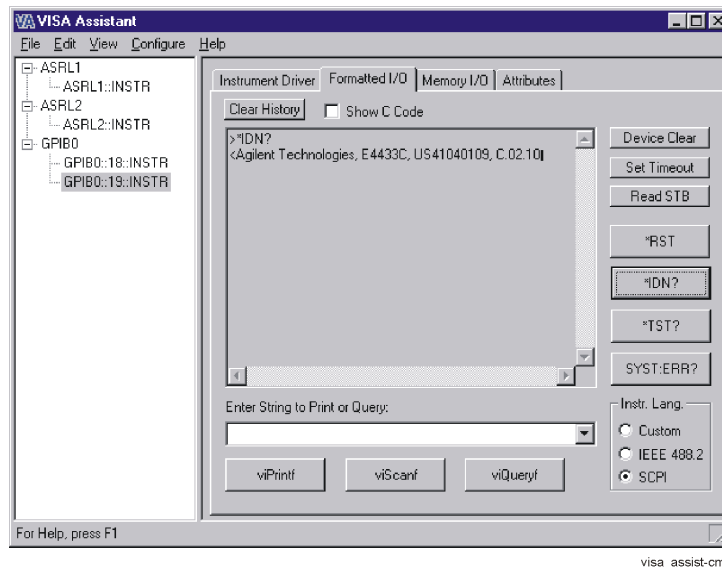 VISA Assistant
File Edit View Configure Help
ASRL1
ASRL1::INSTR
ASRL2
ASRL2::INSTR
GPIB0
GPIB0::18::INSTR
GPIB0::19::INSTR
Instrument Driver Formatted I/O Memory I/O Attributes
Clear History Show C Code
>*IDN?
<Agilent Technologies, E4433C, US41040109, C.02.10
Device Clear
Set Timeout
Read STB
*RST
*IDN?
*TST?
SYST:ERR?
Enter String to Print or Query:
viPrintf viScanf viQueryf
Instr. Lang.
Custom
IEEE 488.2
SCPI
For Help, press F1
visa assist-cm